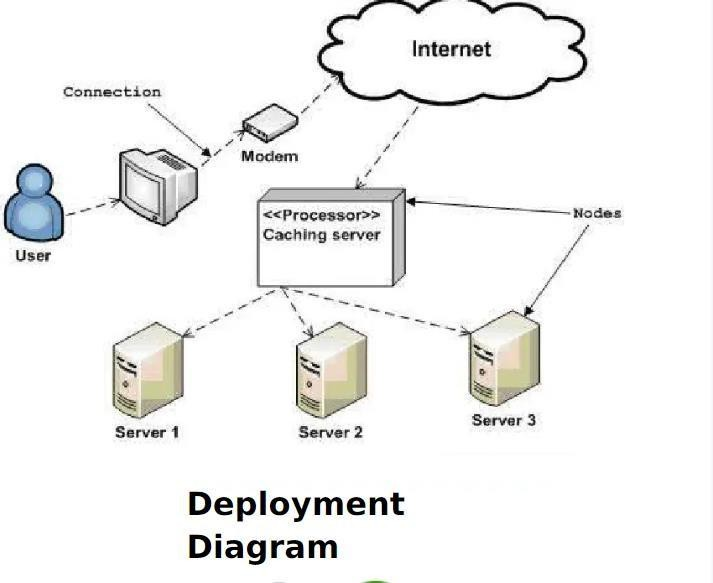 Internet
Connection
Modem
<<Processor>>
Caching server
Nodes
User
Server 1
Server 2
Server 3
Deployment
Diagram